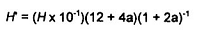 H' = (H x 10⁻¹)(12 + 4a)(1 + 2a)⁻¹